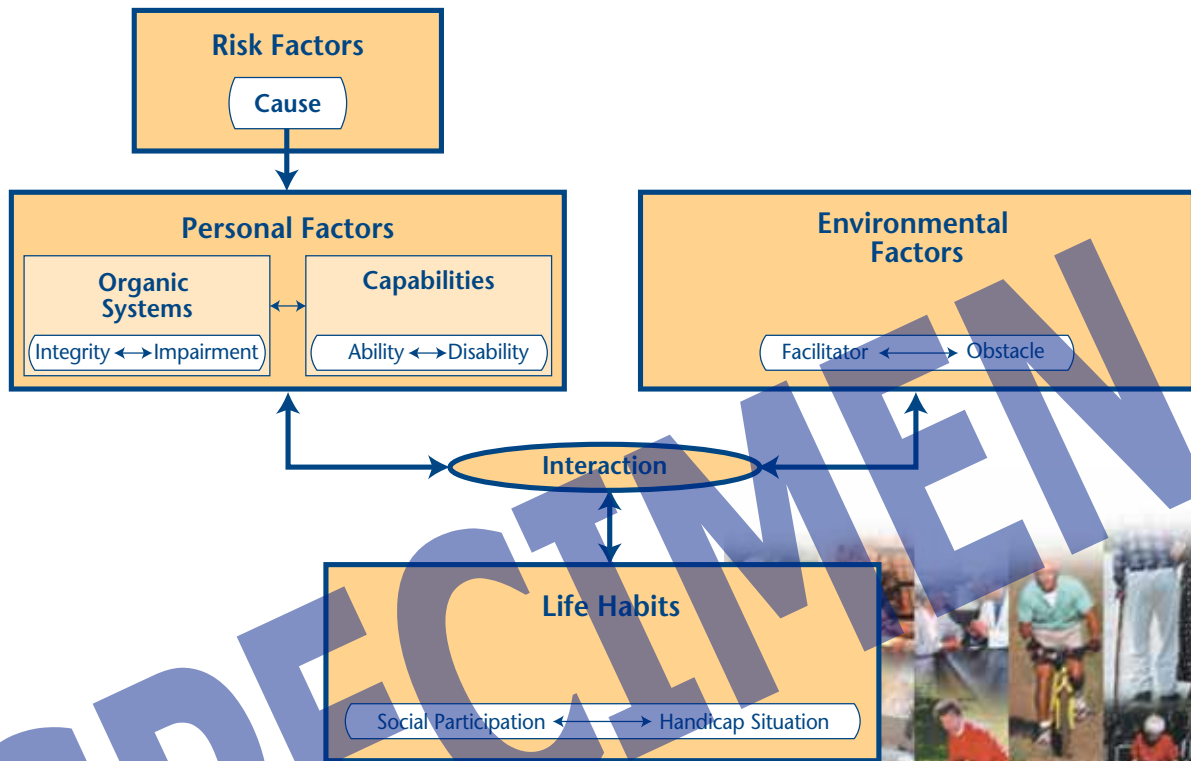 Risk Factors
Cause
Personal Factors
Organic
Systems
Integrity ↔ Impairment
Capabilities
Ability ↔ Disability
Environmental
Factors
Facilitator ↔ Obstacle
Interaction
Life Habits
Social Participation ↔ Handicap Situation
SPECIMEN